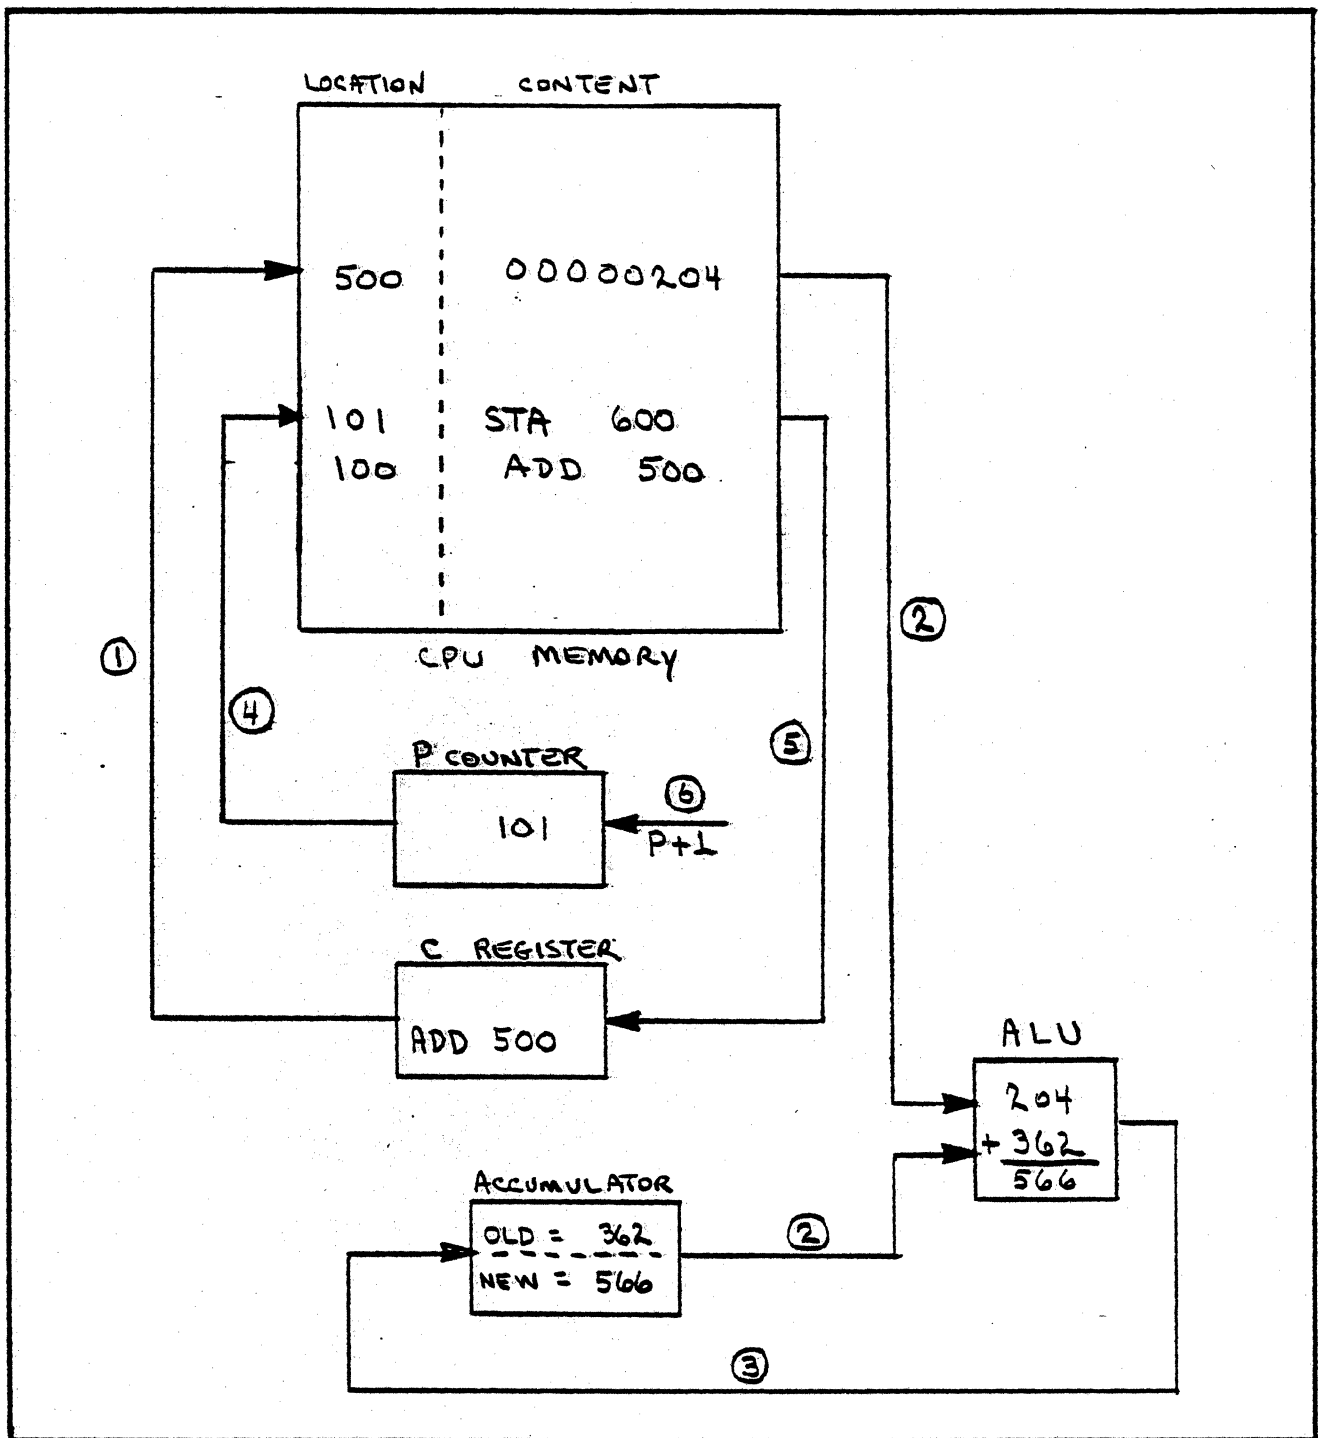 LOCATION CONTENT
500 00000204
101 STA 600
100 ADD 500
CPU MEMORY
①
②
④
⑤
P COUNTER
101
⑥
P+1
C REGISTER
ADD 500
ALU
204
+ 362
566
ACCUMULATOR
OLD = 362
NEW = 566
②
③